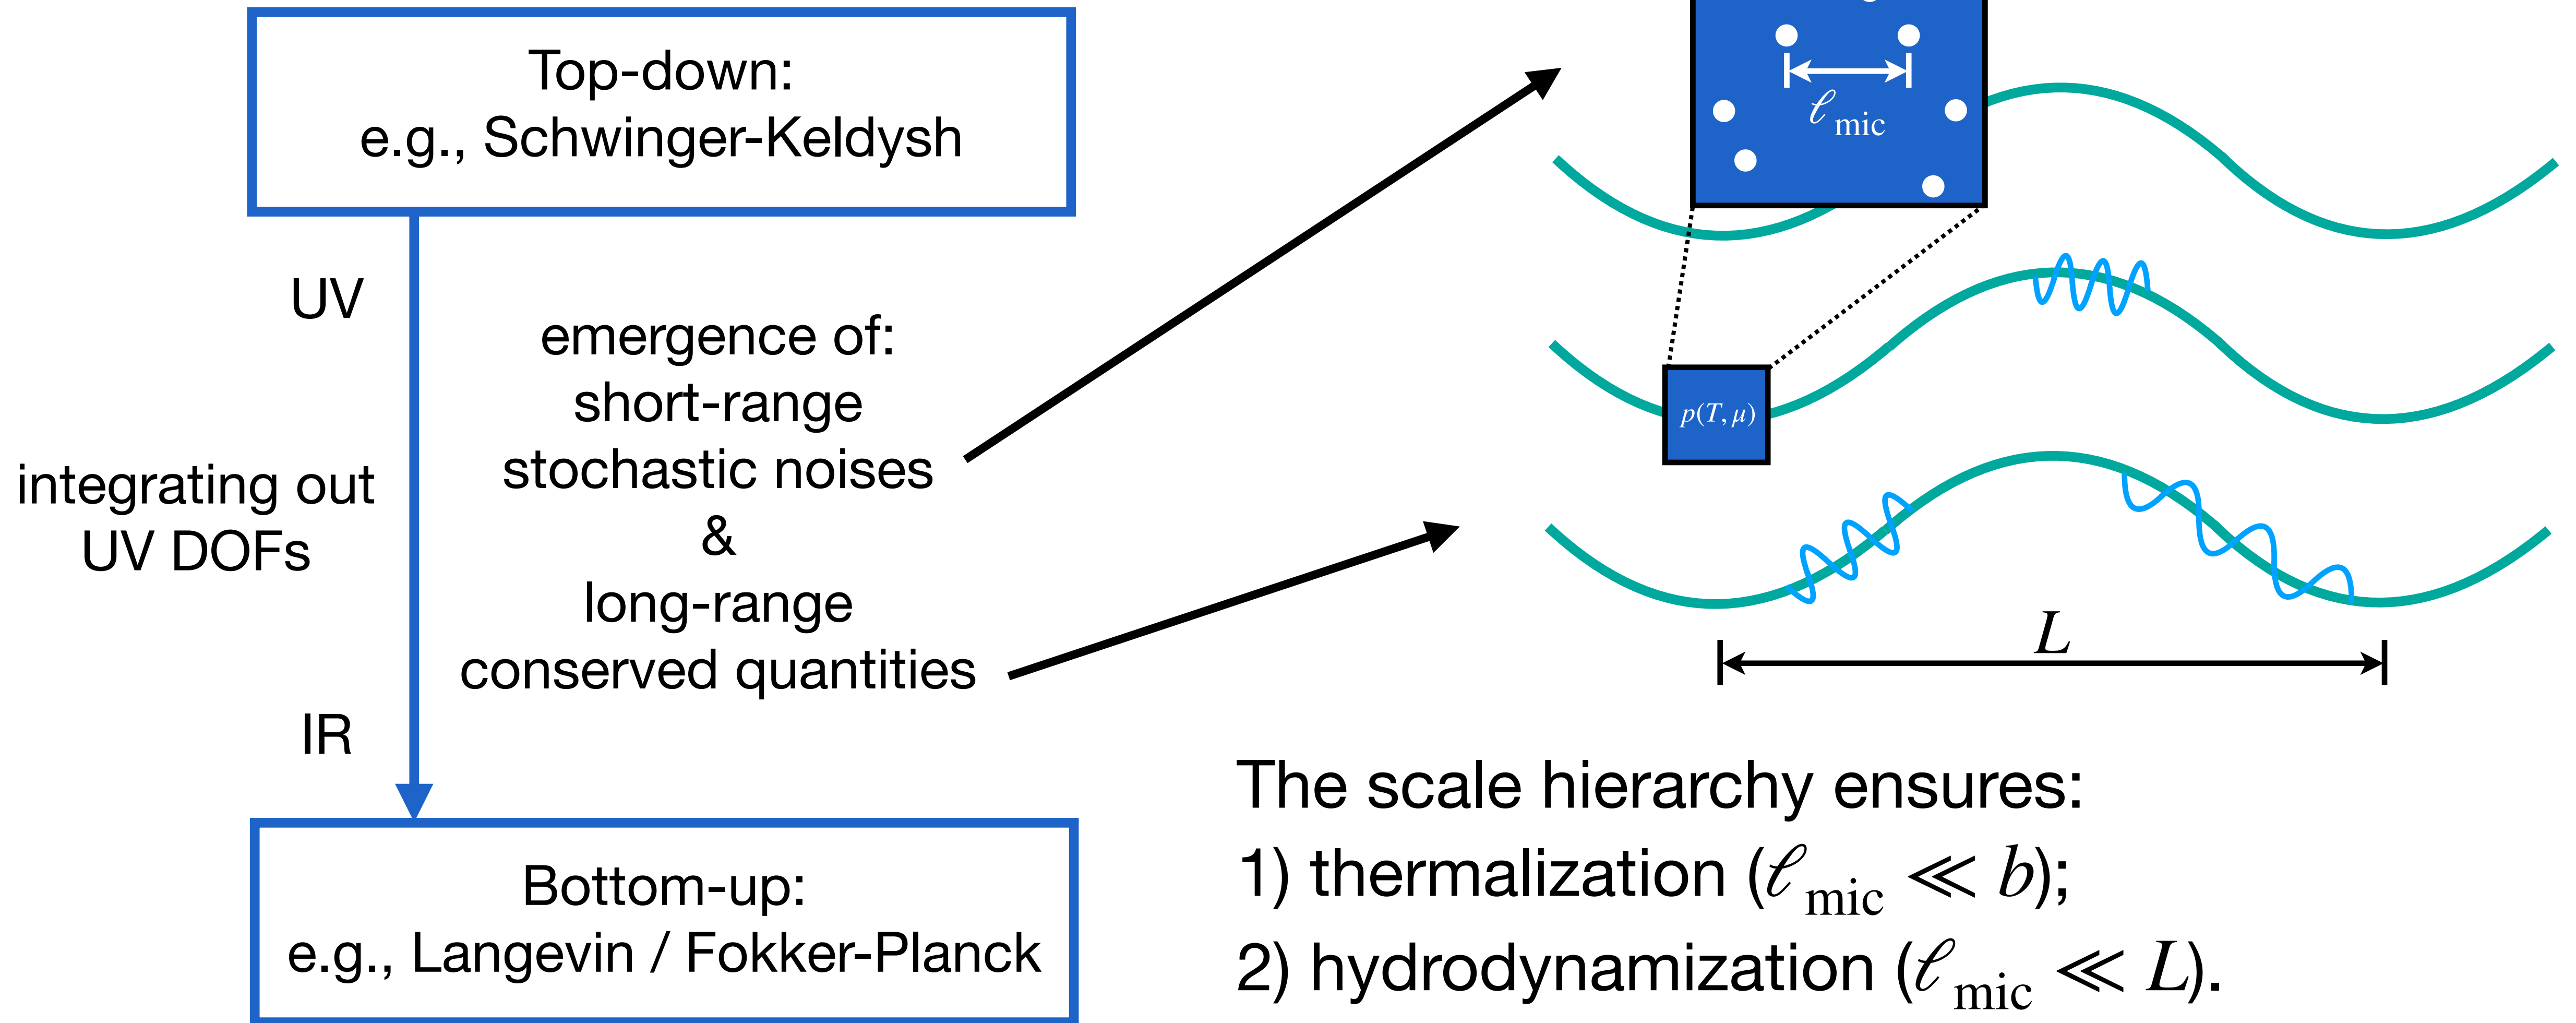 Top-down:
e.g., Schwinger-Keldysh
UV
emergence of:
short-range
stochastic noises
&
long-range
conserved quantities
integrating out
UV DOFs
IR
Bottom-up:
e.g., Langevin / Fokker-Planck
ℓ mic
p(T, μ)
L
The scale hierarchy ensures:
1) thermalization (ℓ mic ≪ b);
2) hydrodynamization (ℓ mic ≪ L).